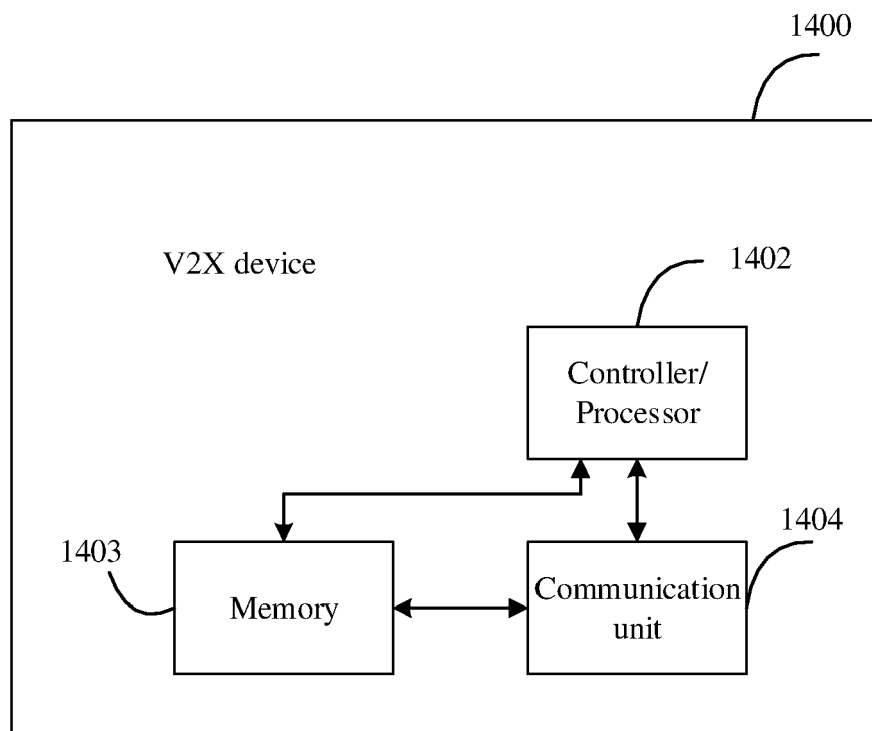 1400
V2X device
1402
Controller/
Processor
1403
1404
Memory
Communication
unit